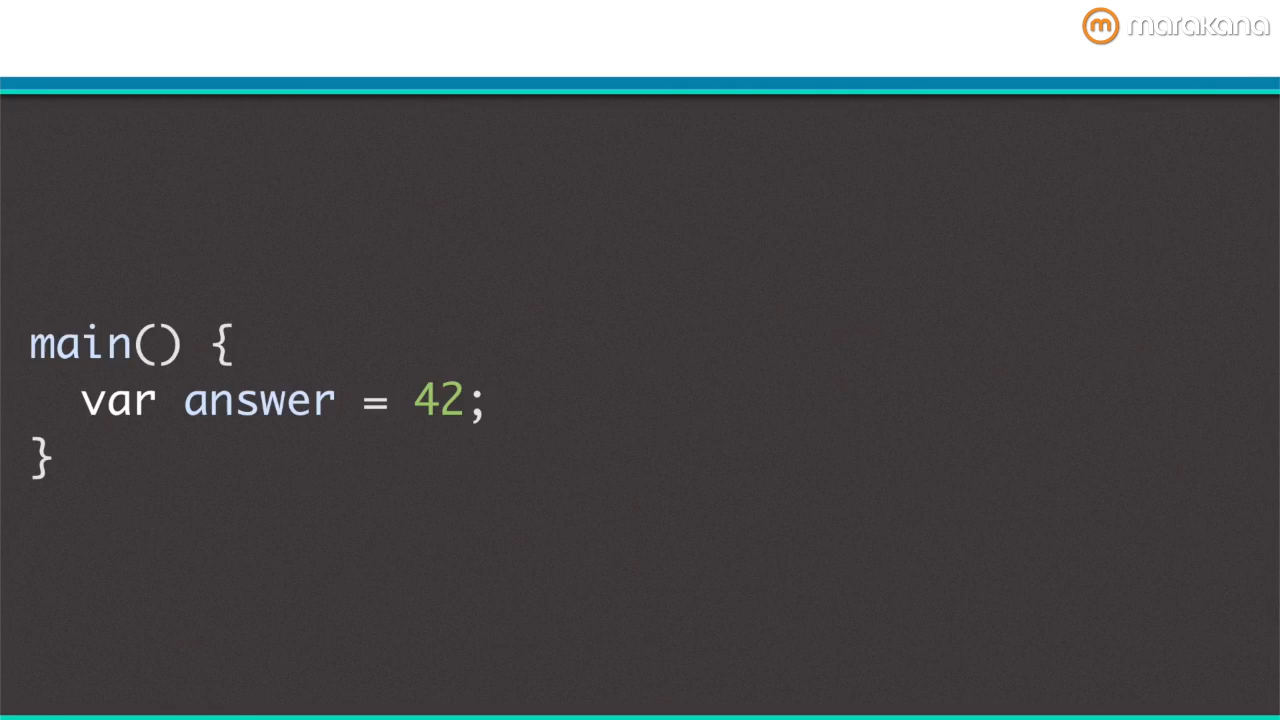 m marakana
main() {
  var answer = 42;
}